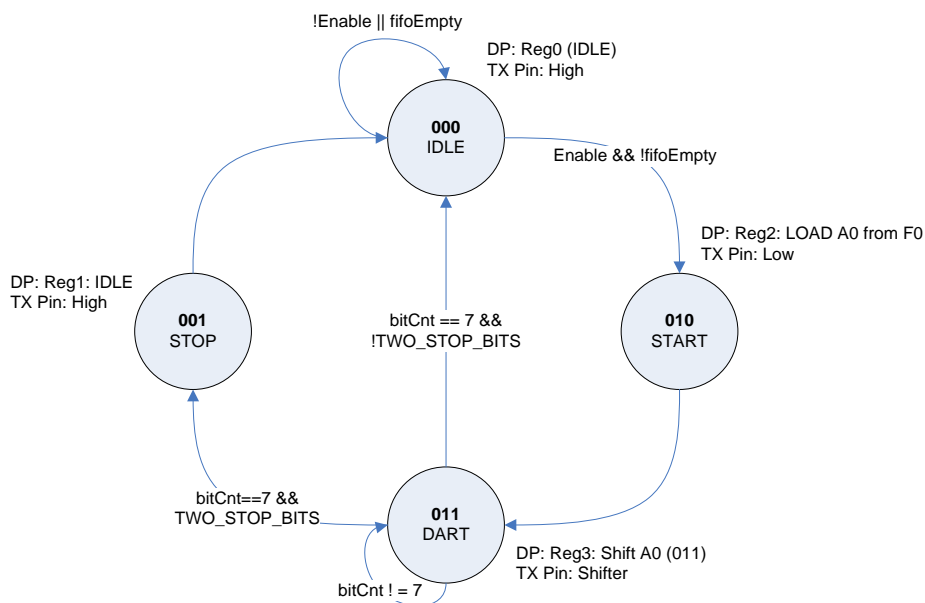 !Enable || fifoEmpty
DP: Reg0 (IDLE)
TX Pin: High
000
IDLE
Enable && !fifoEmpty
DP: Reg2: LOAD A0 from F0
TX Pin: Low
DP: Reg1: IDLE
TX Pin: High
001
STOP
bitCnt == 7 &&
!TWO_STOP_BITS
010
START
bitCnt==7 &&
TWO_STOP_BITS
011
DART
DP: Reg3: Shift A0 (011)
TX Pin: Shifter
bitCnt ! = 7